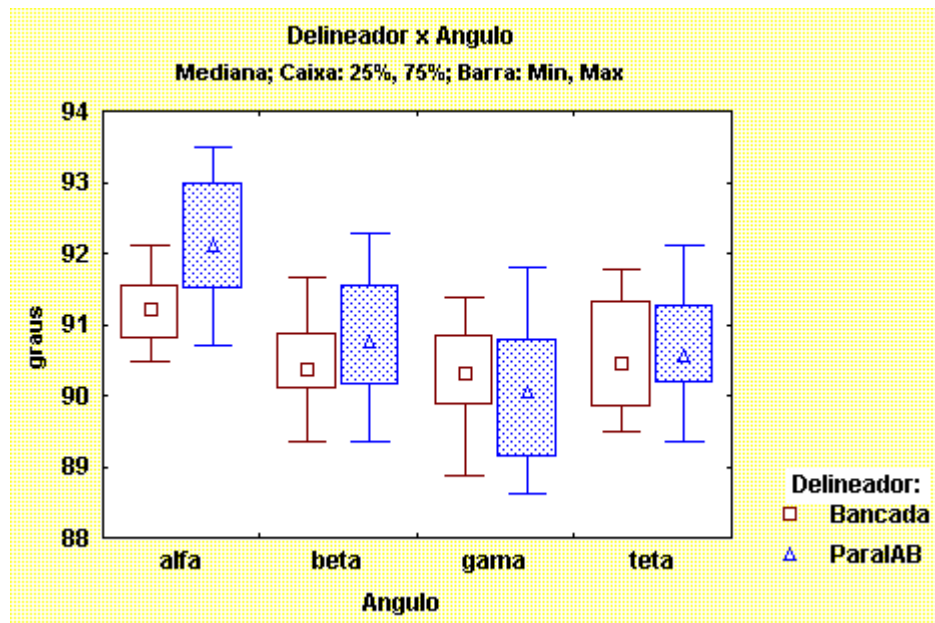 Delineador x Angulo
Mediana; Caixa: 25%, 75%; Barra: Min, Max
graus
94
93
92
91
90
89
88
alfa
beta
gama
teta
Angulo
Delineador:
Bancada
ParalAB